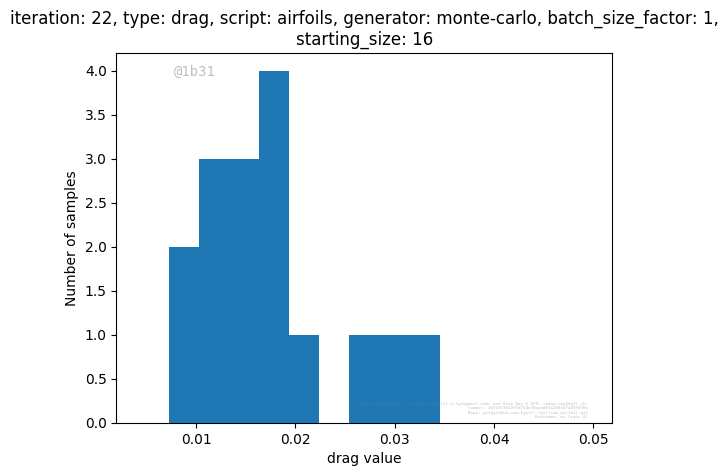 iteration: 22, type: drag, script: airfoils, generator: monte-carlo, batch_size_factor: 1,
starting_size: 16
@1b31
4.0
3.5
3.0
2.5
2.0
1.5
1.0
0.5
0.0
Number of samples
0.01
0.02
0.03
0.04
0.05
drag value